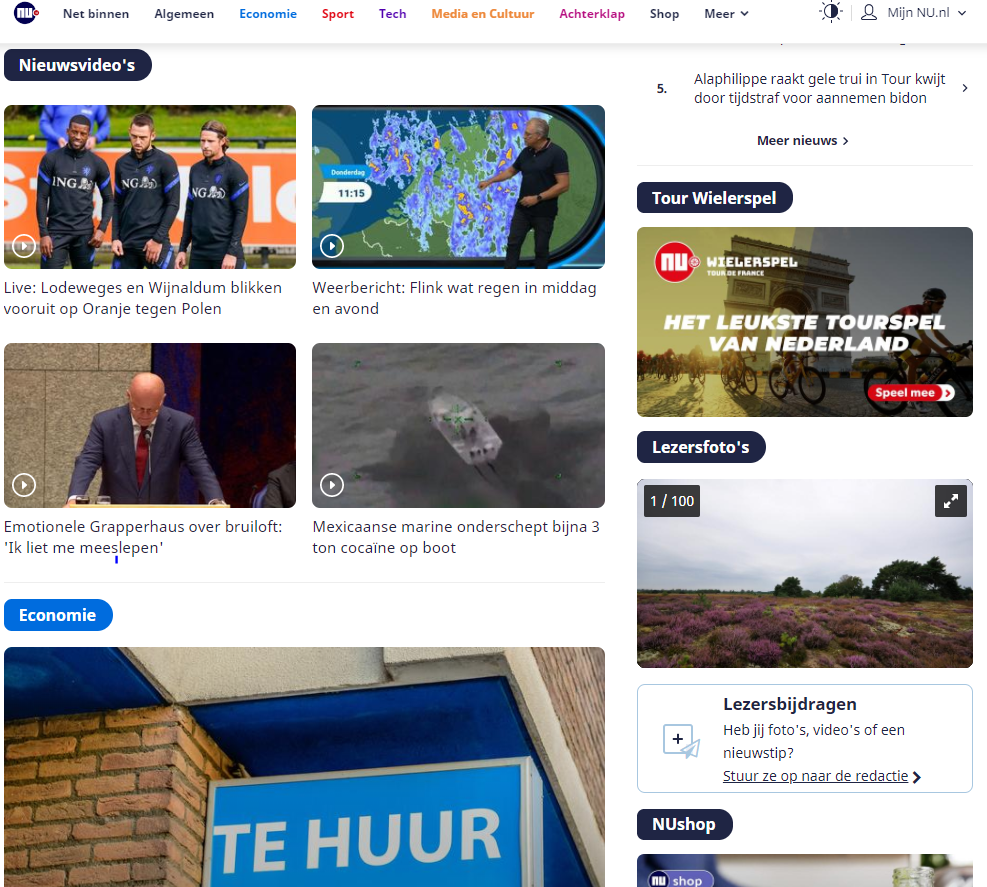 NU
Net binnen
Algemeen
Economie
Sport
Tech
Media en Cultuur
Achterklap
Shop
Meer
Mijn NU.nl
Nieuwsvideo's
ING
ING
ING
Live: Lodeweges en Wijnaldum blikken
vooruit op Oranje tegen Polen
Donderdag
11:15
Weerbericht: Flink wat regen in middag
en avond
Emotionele Grapperhaus over bruiloft:
'Ik liet me meeslepen'
Mexicaanse marine onderschept bijna 3
ton cocaïne op boot
Economie
TE HUUR
5.
Alaphilippe raakt gele trui in Tour kwijt
door tijdstraf voor aannemen bidon
Meer nieuws
Tour Wielerspel
NU
WIELERSPEL
TOUR DE FRANCE
HET LEUKSTE TOURSPEL
VAN NEDERLAND
Speel mee
Lezersfoto's
1 / 100
Lezersbijdragen
Heb jij foto's, video's of een
nieuwstip?
Stuur ze op naar de redactie
NUshop
NU shop